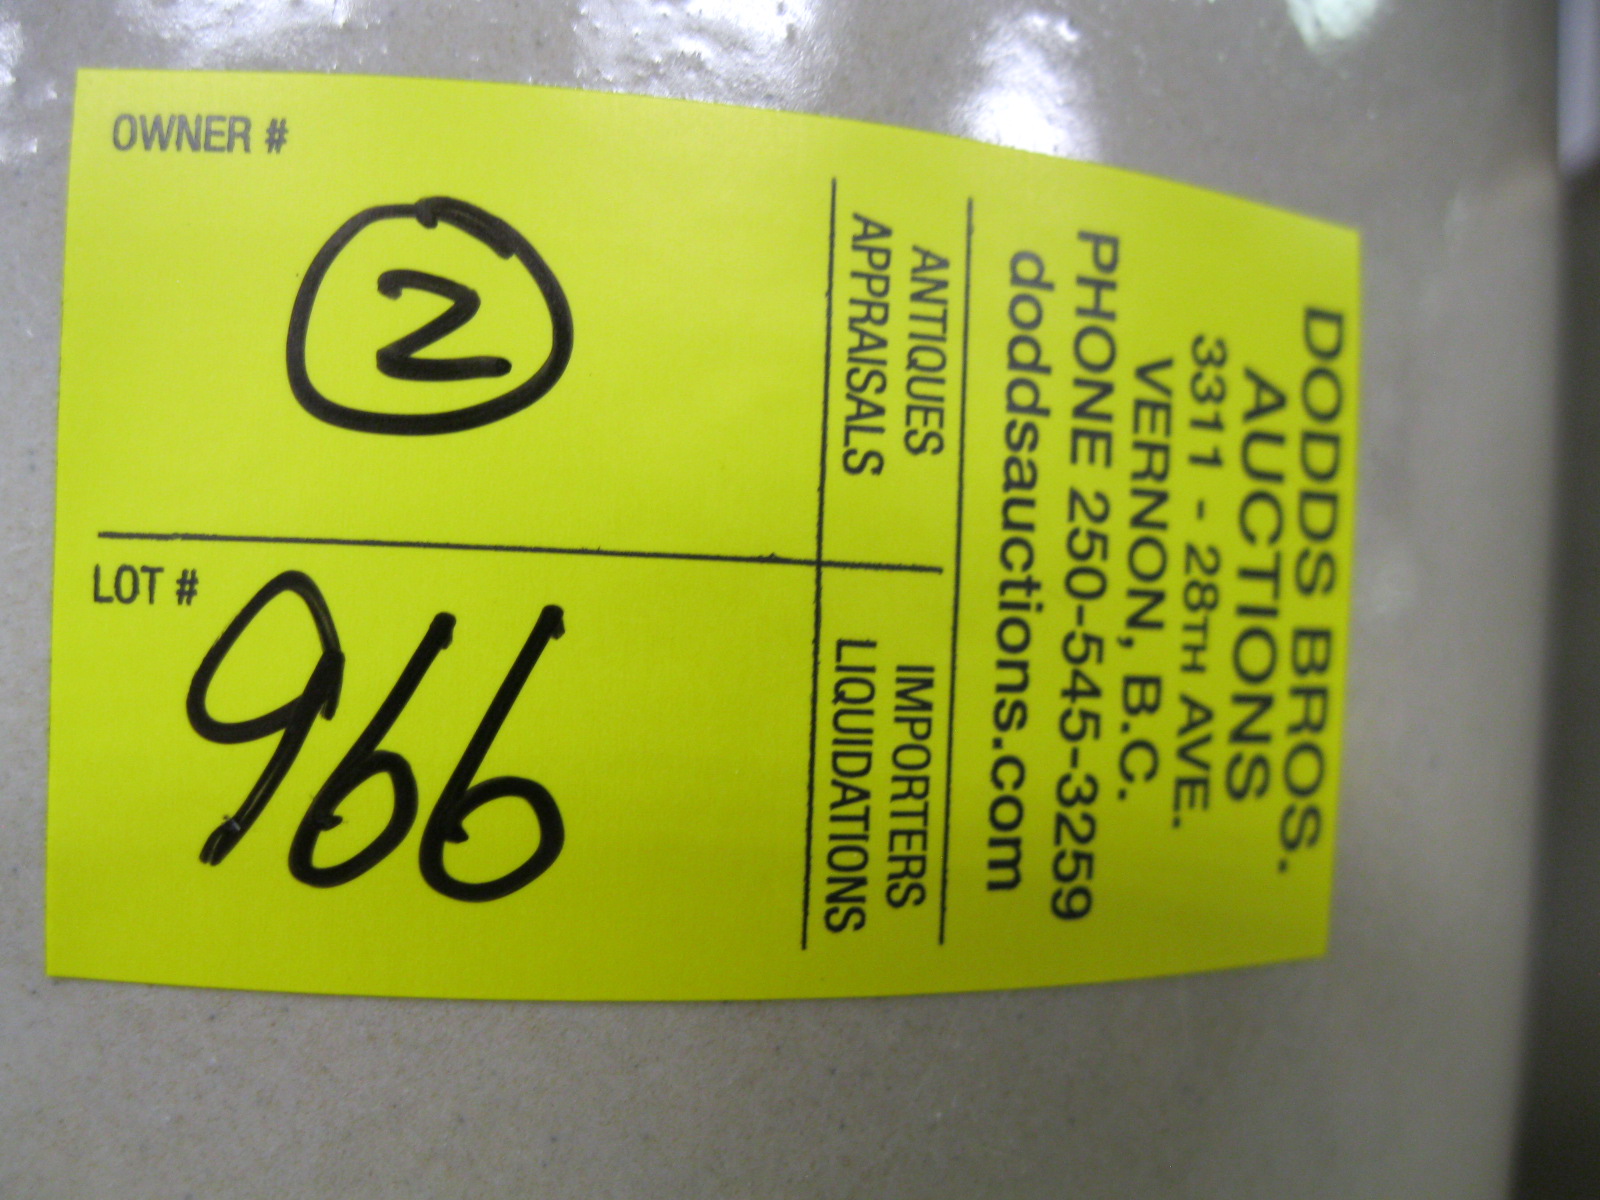 DODDS BROS.
AUCTIONS
3311 - 28TH AVE.
VERNON, B.C.
PHONE 250-545-3259
doddsauctions.com
ANTIQUES
APPRAISALS
IMPORTERS
LIQUIDATIONS
OWNER #
2
LOT #
966